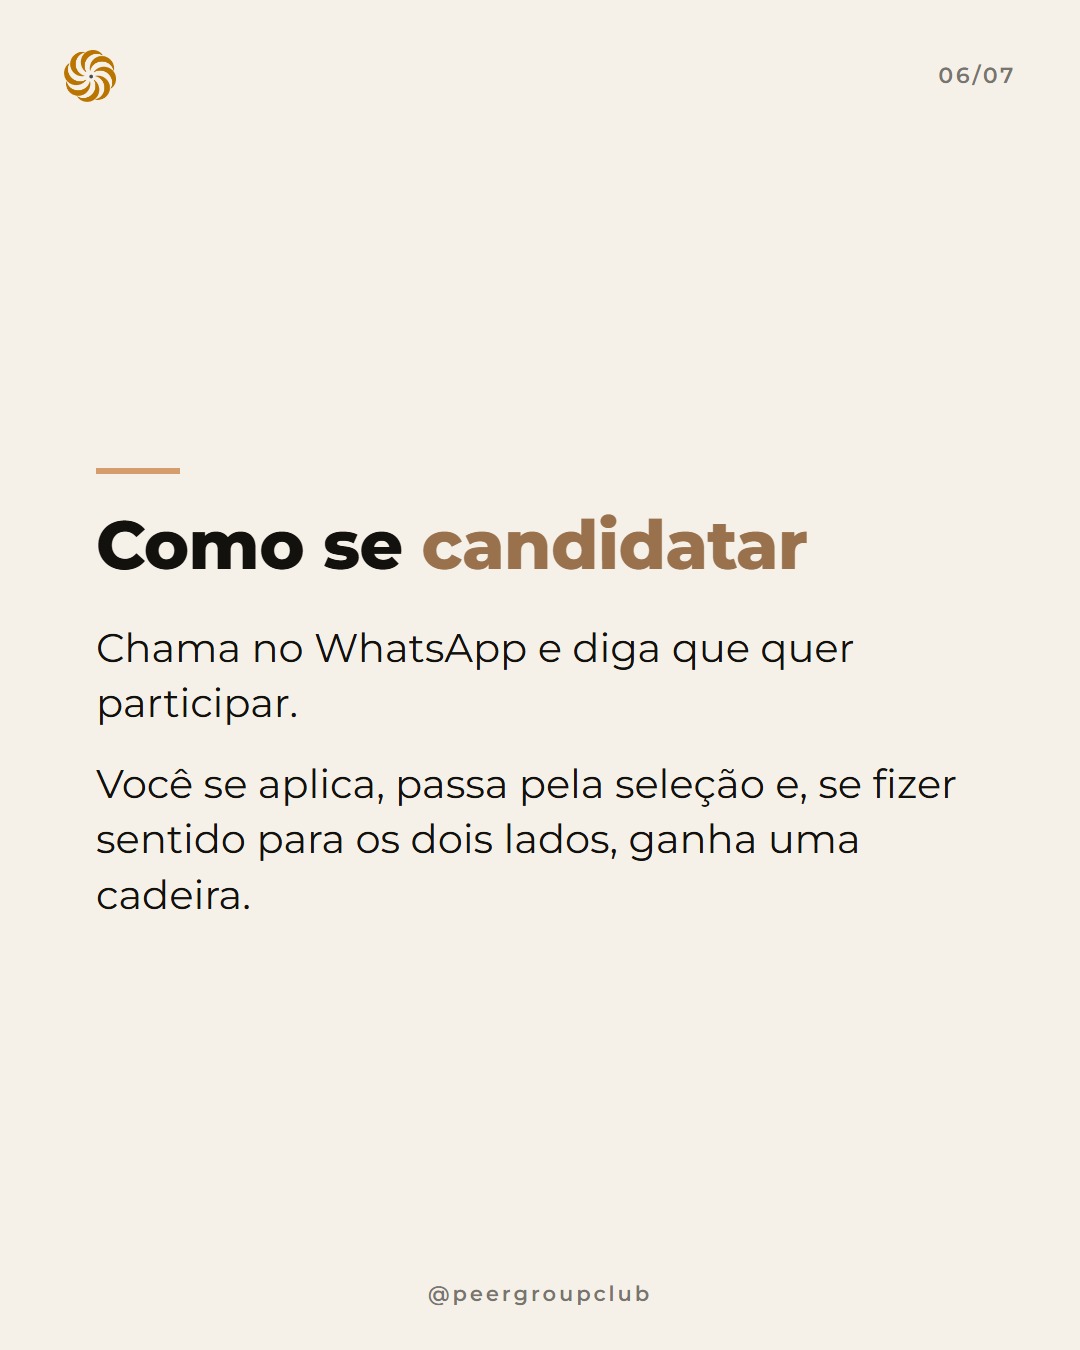 06/07
Como se candidatar
Chama no WhatsApp e diga que quer
participar.
Você se aplica, passa pela seleção e, se fizer
sentido para os dois lados, ganha uma
cadeira.
@peergroupclub